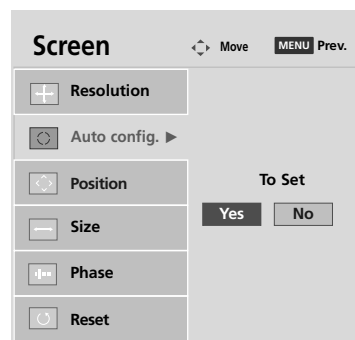 Screen
Move MENU Prev.
Resolution
Auto config. ▶
Position
Size
Phase
Reset
To Set
Yes No